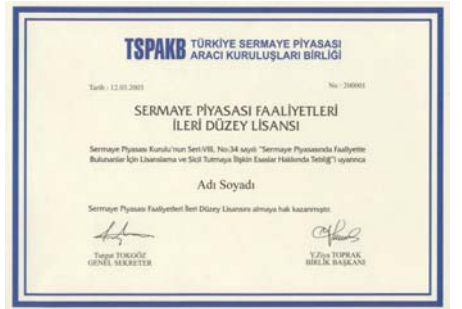 TSPAKB TÜRKİYE SERMAYE PİYASASI
ARACI KURULUŞLARI BİRLİĞİ
Tarih : 12.03.2003
No : 200001
SERMAYE PİYASASI FAALİYETLERİ
İLERİ DÜZEY LİSANSI
Sermaye Piyasası Kurulu'nun Seri:VIII, No:34 sayılı "Sermaye Piyasasında Faaliyette
Bulunanlar İçin Lisanslama ve Sicil Tutmaya İlişkin Esaslar Hakkında Tebliğ"i uyarınca
Adı Soyadı
Sermaye Piyasası Faaliyetleri İleri Düzey Lisansını almaya hak kazanmıştır.
Turgut TOKGÖZ
GENEL SEKRETER
Y.Ziya TOPRAK
BİRLİK BAŞKANI